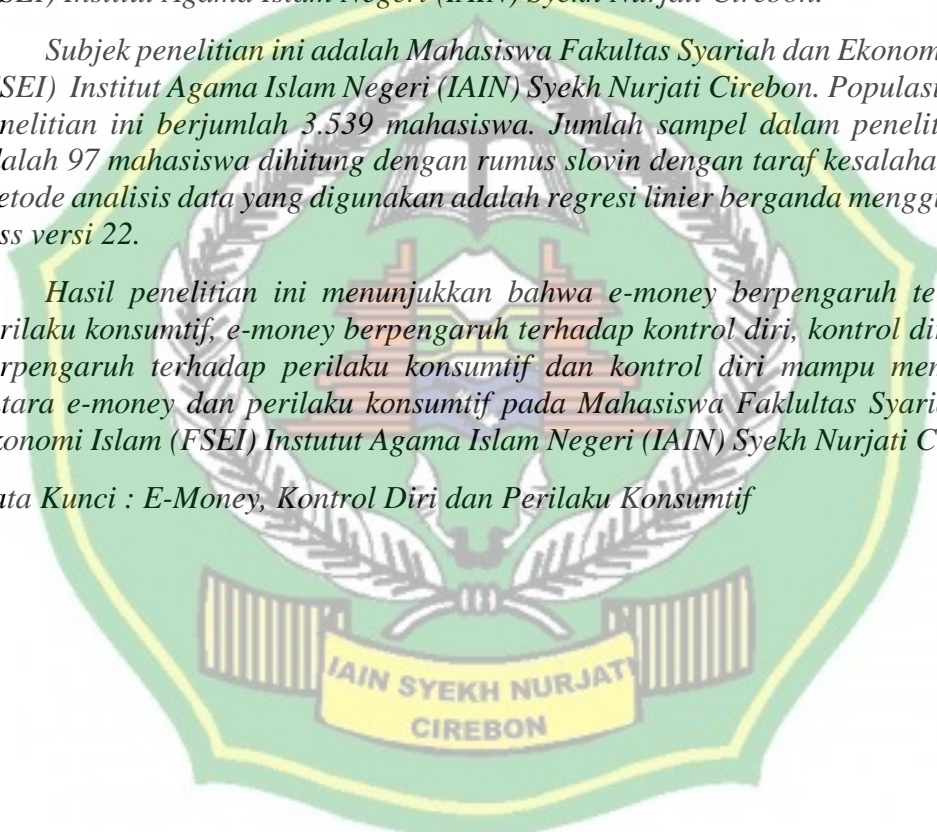 SEI) Institut Agama Islam Negeri (IAIN) Syekh Nurjati Cirebon.
Subjek penelitian ini adalah Mahasiswa Fakultas Syariah dan Ekonom
SEI) Institut Agama Islam Negeri (IAIN) Syekh Nurjati Cirebon. Populasi
nelitian ini berjumlah 3.539 mahasiswa. Jumlah sampel dalam penelit
dalah 97 mahasiswa dihitung dengan rumus slovin dengan taraf kesalaha
etode analisis data yang digunakan adalah regresi linier berganda mengg
ss versi 22.
Hasil penelitian ini menunjukkan bahwa e-money berpengaruh te
rilaku konsumtif, e-money berpengaruh terhadap kontrol diri, kontrol di
rpengaruh terhadap perilaku konsumtif dan kontrol diri mampu me
tara e-money dan perilaku konsumtif pada Mahasiswa Faklultas Syari
konomi Islam (FSEI) Instutut Agama Islam Negeri (IAIN) Syekh Nurjati C
ata Kunci : E-Money, Kontrol Diri dan Perilaku Konsumtif
IAIN SYEKH NURJATI
CIREBON